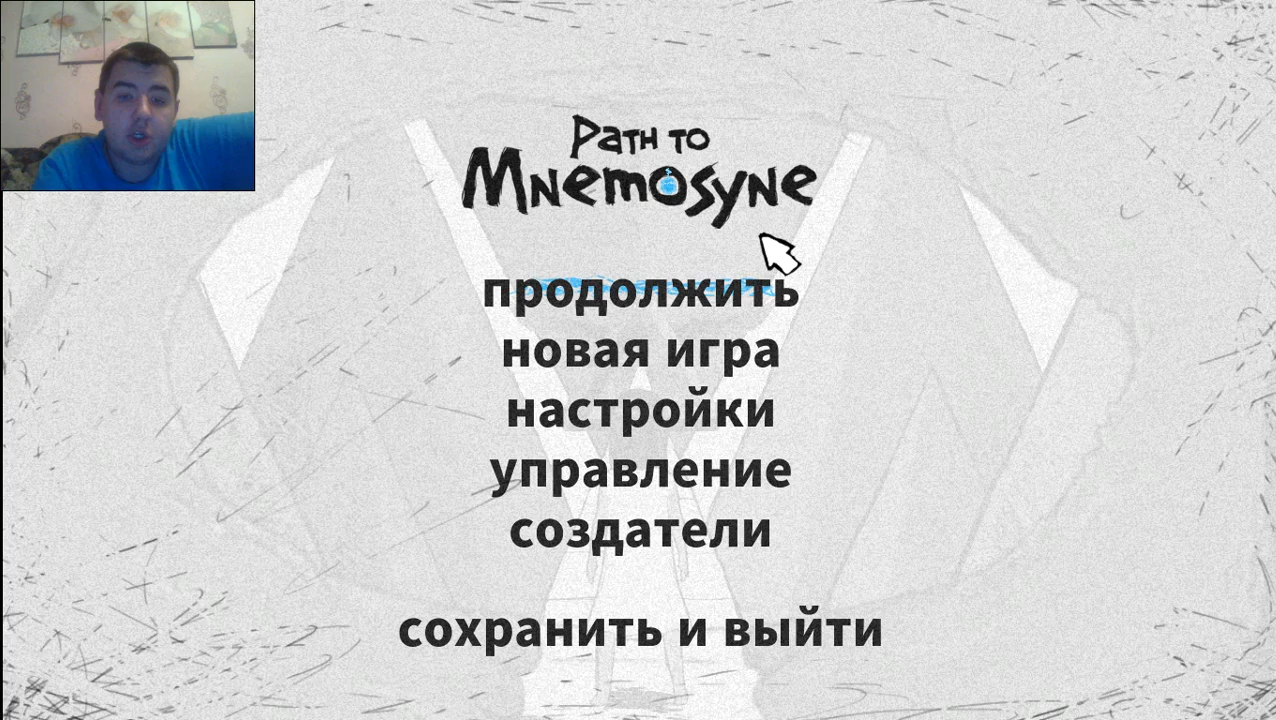 Path to
Mnemosyne
продолжить
новая игра
настройки
управление
создатели
сохранить и выйти